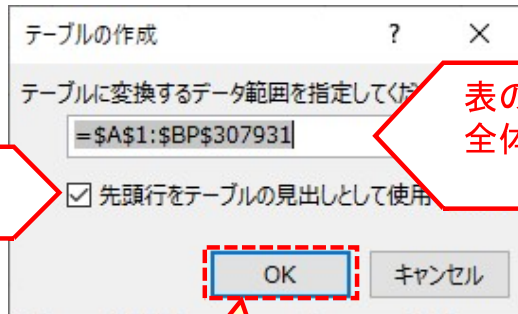 テーブルの作成 ? ×
テーブルに変換するデータ範囲を指定してくだ
表の
全体
=$A$1:$BP$307931
先頭行をテーブルの見出しとして使用
OK キャンセル